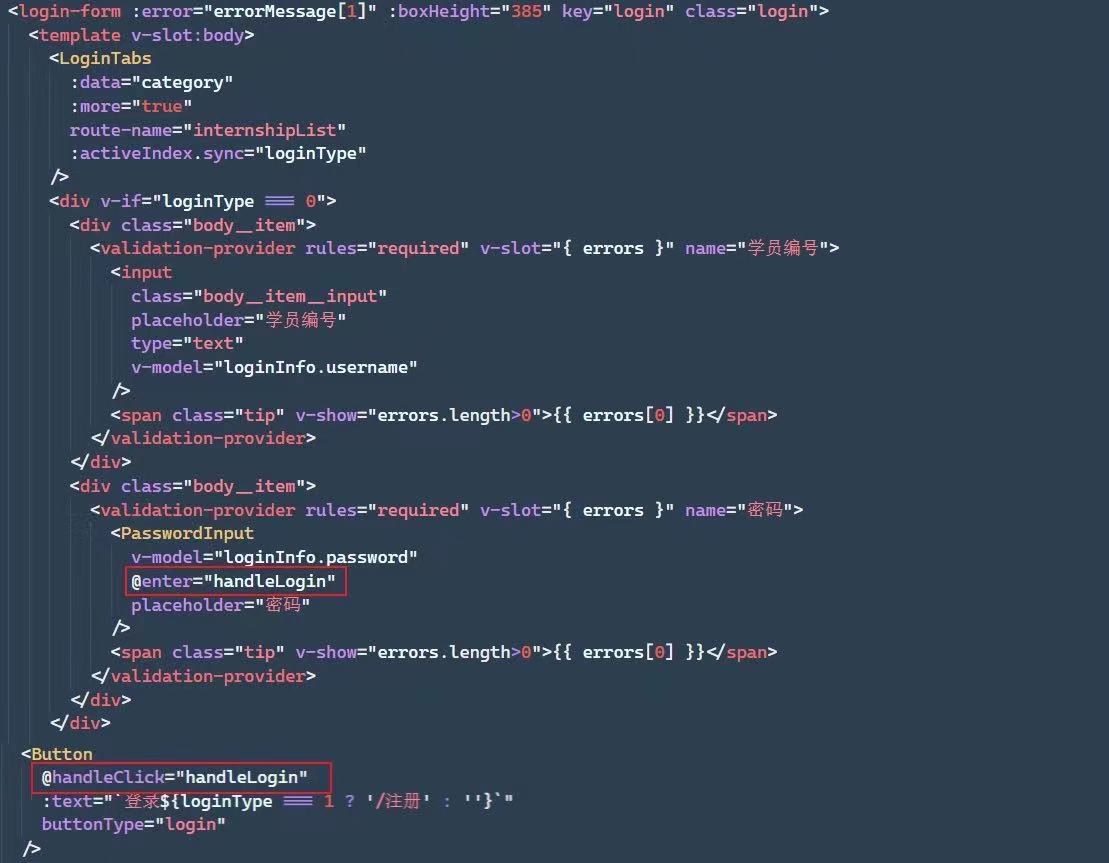 <login-form :error="errorMessage[1]" :boxHeight="385" key="login" class="login">
<template v-slot:body>
<LoginTabs
:data="category"
:more="true"
route-name="internshipList"
:activeIndex.sync="loginType"
/>
<div v-if="loginType === 0">
<div class="body__item">
<validation-provider rules="required" v-slot="{ errors }" name="学员编号">
<input
class="body__item__input"
placeholder="学员编号"
type="text"
v-model="loginInfo.username"
/>
<span class="tip" v-show="errors.length>0">{{ errors[0] }}</span>
</validation-provider>
</div>
<div class="body__item">
<validation-provider rules="required" v-slot="{ errors }" name="密码">
<PasswordInput
v-model="loginInfo.password"
@enter="handleLogin"
placeholder="密码"
/>
<span class="tip" v-show="errors.length>0">{{ errors[0] }}</span>
</validation-provider>
</div>
</div>
<Button
@handleClick="handleLogin"
:text="`登录${loginType === 1 ? '/注册' : ''}`"
buttonType="login"
/>